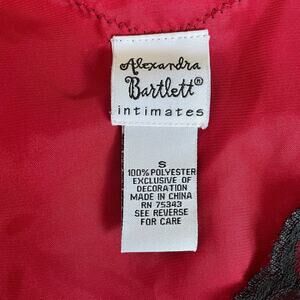 Alexandra
Bartlett®
intimates
S
100% POLYESTER
EXCLUSIVE OF
DECORATION
MADE IN CHINA
RN 75343
SEE REVERSE
FOR CARE